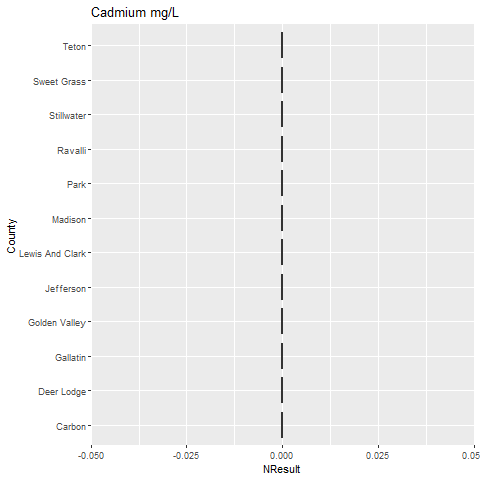 Cadmium mg/L
County
Teton
Sweet Grass
Stillwater
Ravalli
Park
Madison
Lewis And Clark
Jefferson
Golden Valley
Gallatin
Deer Lodge
Carbon
-0.050 -0.025 0.000 0.025 0.05
NResult